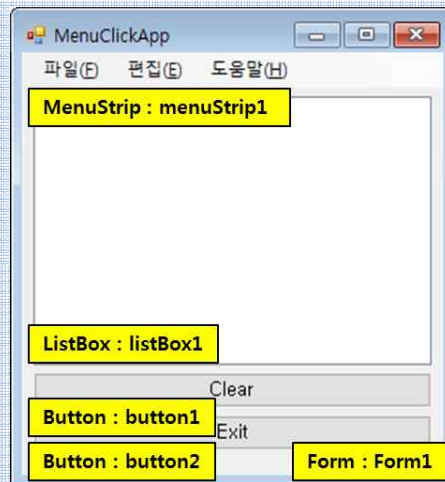 MenuClickApp
파일(F) 편집(E) 도움말(H)
MenuStrip : menuStrip1
ListBox : listBox1
Clear
Button : button1
Exit
Button : button2
Form : Form1